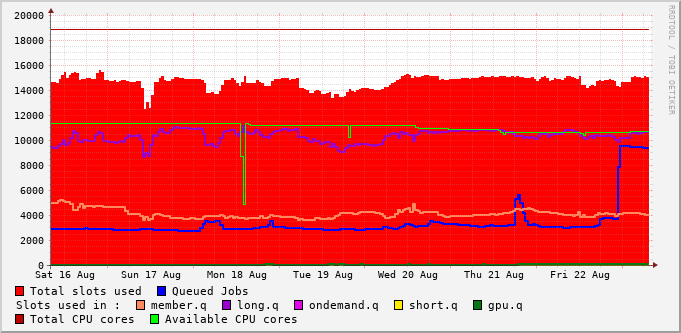 20000
18000
16000
14000
12000
10000
8000
6000
4000
2000
0
Sat 16 Aug Sun 17 Aug Mon 18 Aug Tue 19 Aug Wed 20 Aug Thu 21 Aug Fri 22 Aug
Total slots used Queued Jobs
Slots used in : member.q long.q ondemand.q short.q gpu.q
Total CPU cores Available CPU cores
RRDTOOL / TOBI OETIKER